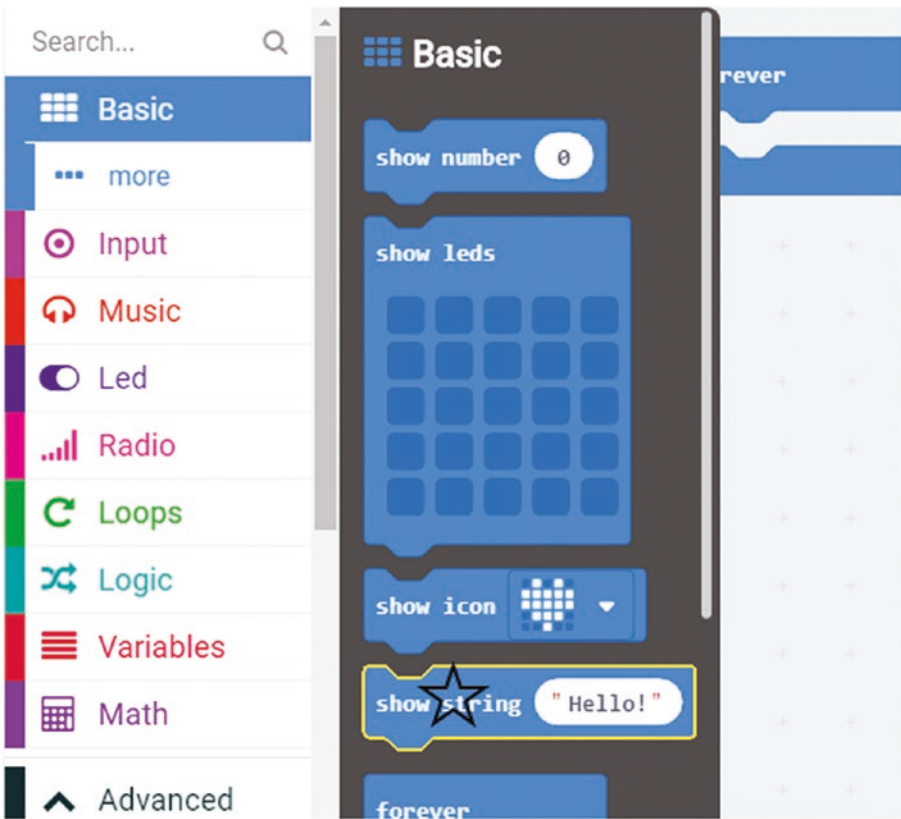 Search...
Basic
more
Input
Music
Led
Radio
Loops
Logic
Variables
Math
Advanced
Basic
show number 0
show leds
show icon
show string "Hello!"
forever
rever